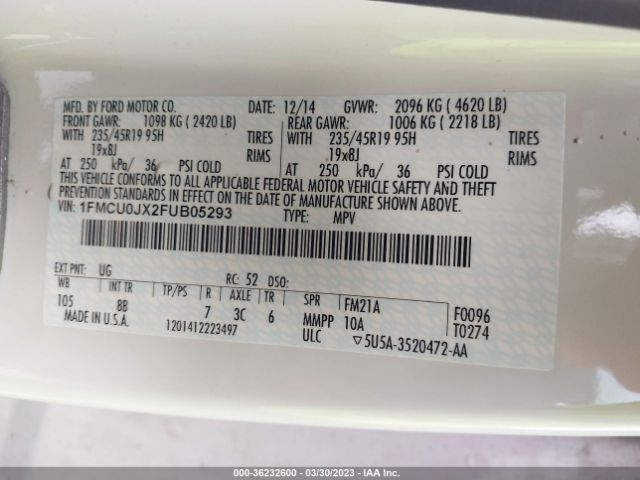 MFD. BY FORD MOTOR CO. DATE: 12/14 GVWR: 2096 KG ( 4620 LB)
FRONT GAWR: 1098 KG ( 2420 LB) REAR GAWR: 1006 KG ( 2218 LB)
WITH 235/45R19 95H TIRES WITH 235/45R19 95H TIRES
19x8J RIMS 19x8J RIMS
AT 250 kPa/ 36 PSI COLD AT 250 kPa/ 36 PSI COLD
THIS VEHICLE CONFORMS TO ALL APPLICABLE FEDERAL MOTOR VEHICLE SAFETY AND THEFT
PREVENTION STANDARDS IN EFFECT ON THE DATE OF MANUFACTURE SHOWN ABOVE.
VIN: 1FMCU0JX2FUB05293 TYPE: MPV
EXT PNT: UG RC: 52 DSO:
WB INT TR TP/PS R AXLE TR SPR FM21A F0096
105 8B 7 3C 6 MMPP 10A T0274
MADE IN U.S.A. 1201412223497 ULC ▽5U5A-3520472-AA
000-36232600 - 03/30/2023 - IAA Inc.